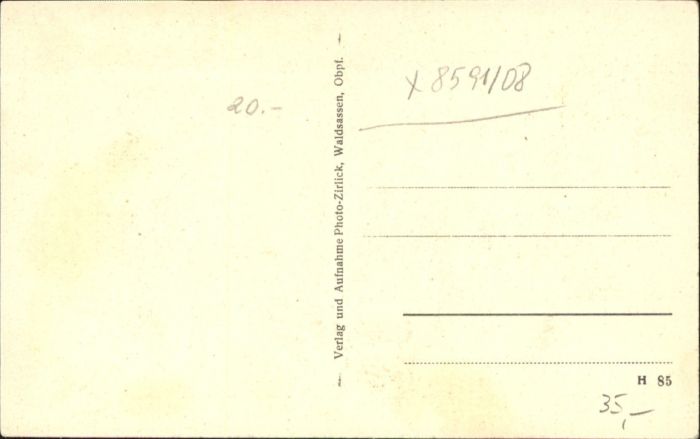 20.-
Verlag und Aufnahme Photo-Zirlick, Waldsassen, Obpf.
x 8591/08
H 85
35,-